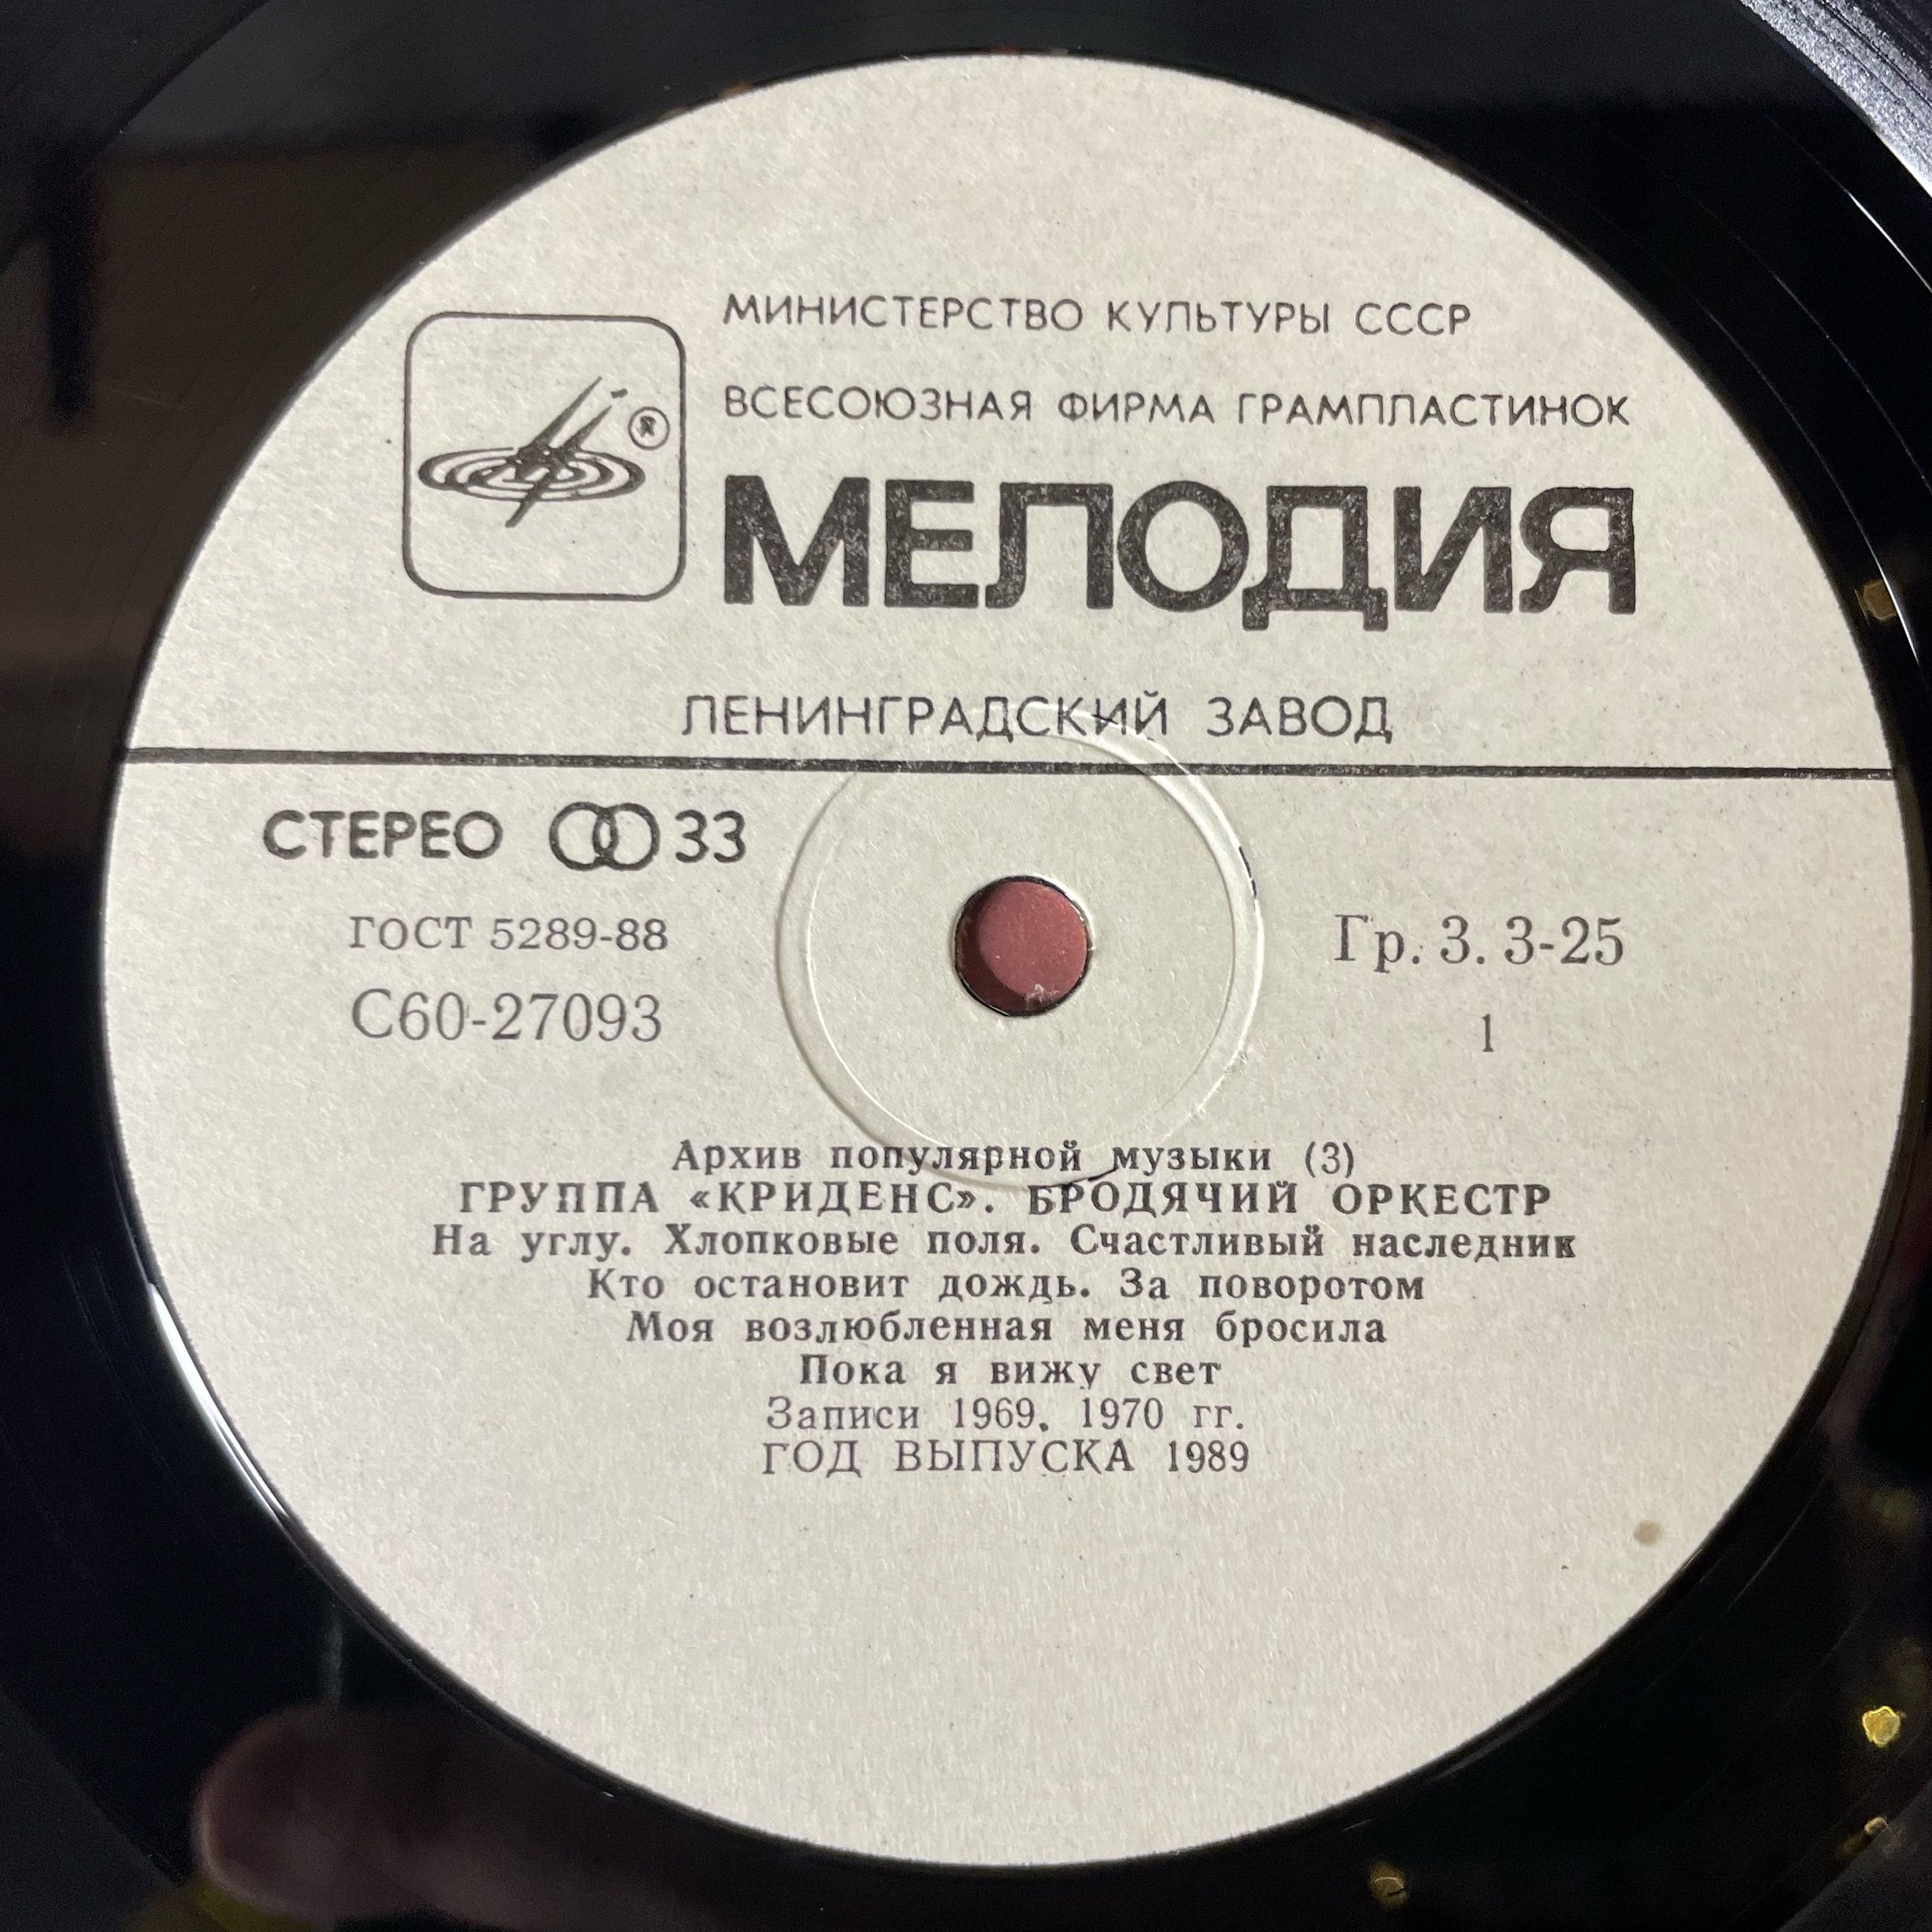 МИНИСТЕРСТВО КУЛЬТУРЫ СССР
ВСЕСОЮЗНАЯ ФИРМА ГРАМПЛАСТИНОК
®
МЕЛОДИЯ
ЛЕНИНГРАДСКИЙ ЗАВОД
СТЕРЕО 33
ГОСТ 5289-88
С60-27093
Гр. 3. 3-25
1
Архив популярной музыки (3)
ГРУППА «КРИДЕНС». БРОДЯЧИЙ ОРКЕСТР
На углу. Хлопковые поля. Счастливый наследник
Кто остановит дождь. За поворотом
Моя возлюбленная меня бросила
Пока я вижу свет
Записи 1969, 1970 гг.
ГОД ВЫПУСКА 1989